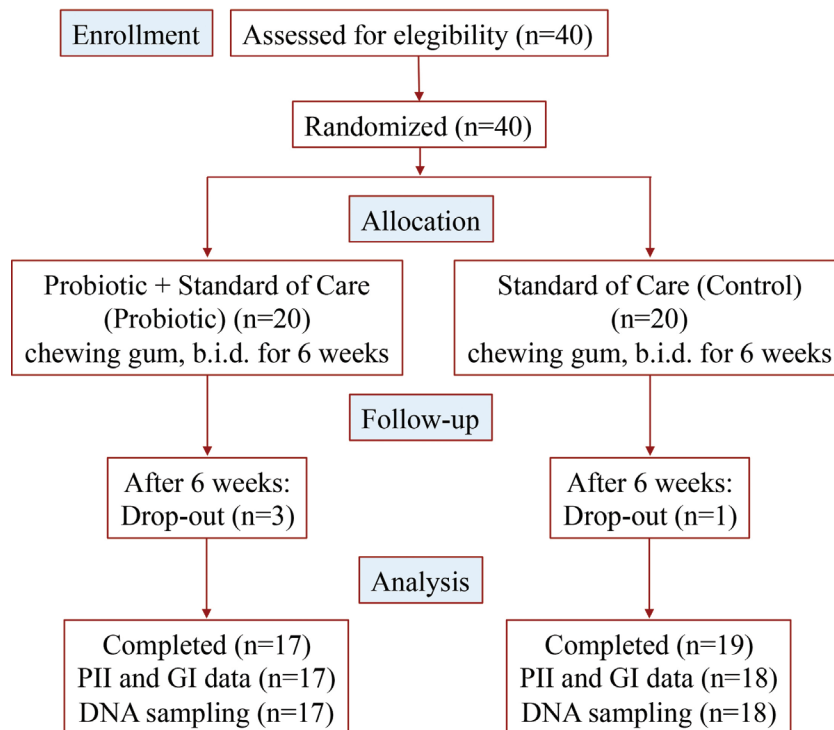 Enrollment
Assessed for elegibility (n=40)
Randomized (n=40)
Allocation
Probiotic + Standard of Care
(Probiotic) (n=20)
chewing gum, b.i.d. for 6 weeks
Standard of Care (Control)
(n=20)
chewing gum, b.i.d. for 6 weeks
Follow-up
After 6 weeks:
Drop-out (n=3)
After 6 weeks:
Drop-out (n=1)
Analysis
Completed (n=17)
PII and GI data (n=17)
DNA sampling (n=17)
Completed (n=19)
PII and GI data (n=18)
DNA sampling (n=18)